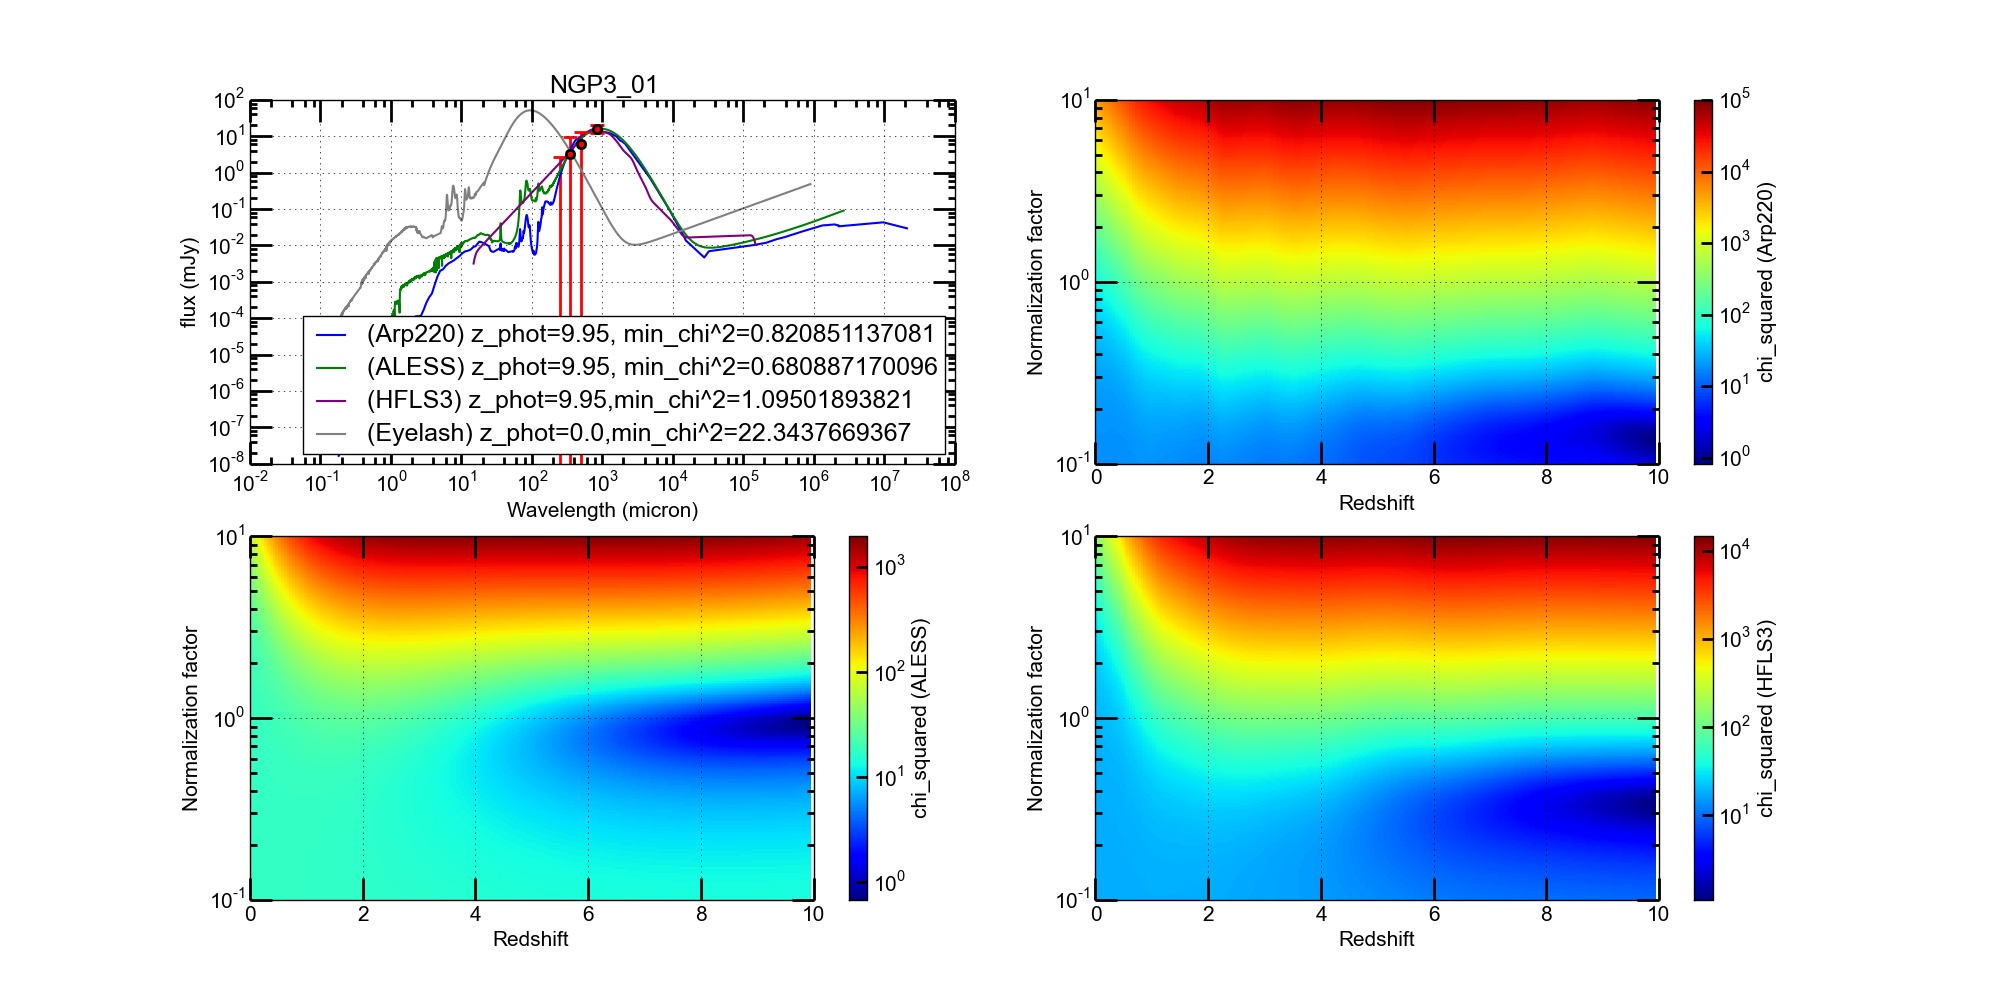 NGP3_01
10^2
10^1
10^0
10^-1
10^-2
10^-3
10^-4
10^-5
10^-6
10^-7
10^-8
flux (mJy)
(Arp220) z_phot=9.95, min_chi^2=0.820851137081
(ALESS) z_phot=9.95, min_chi^2=0.680887170096
(HFLS3) z_phot=9.95,min_chi^2=1.09501893821
(Eyelash) z_phot=0.0,min_chi^2=22.3437669367
10^-2 10^-1 10^0 10^1 10^2 10^3 10^4 10^5 10^6 10^7 10^8
Wavelength (micron)
10^1
10^0
10^-1
Normalization factor
0 2 4 6 8 10
Redshift
10^5
10^4
10^3
10^2
10^1
10^0
chi_squared (Arp220)
10^1
10^0
10^-1
Normalization factor
0 2 4 6 8 10
Redshift
10^3
10^2
10^1
10^0
chi_squared (ALESS)
10^1
10^0
10^-1
Normalization factor
0 2 4 6 8 10
Redshift
10^4
10^3
10^2
10^1
chi_squared (HFLS3)